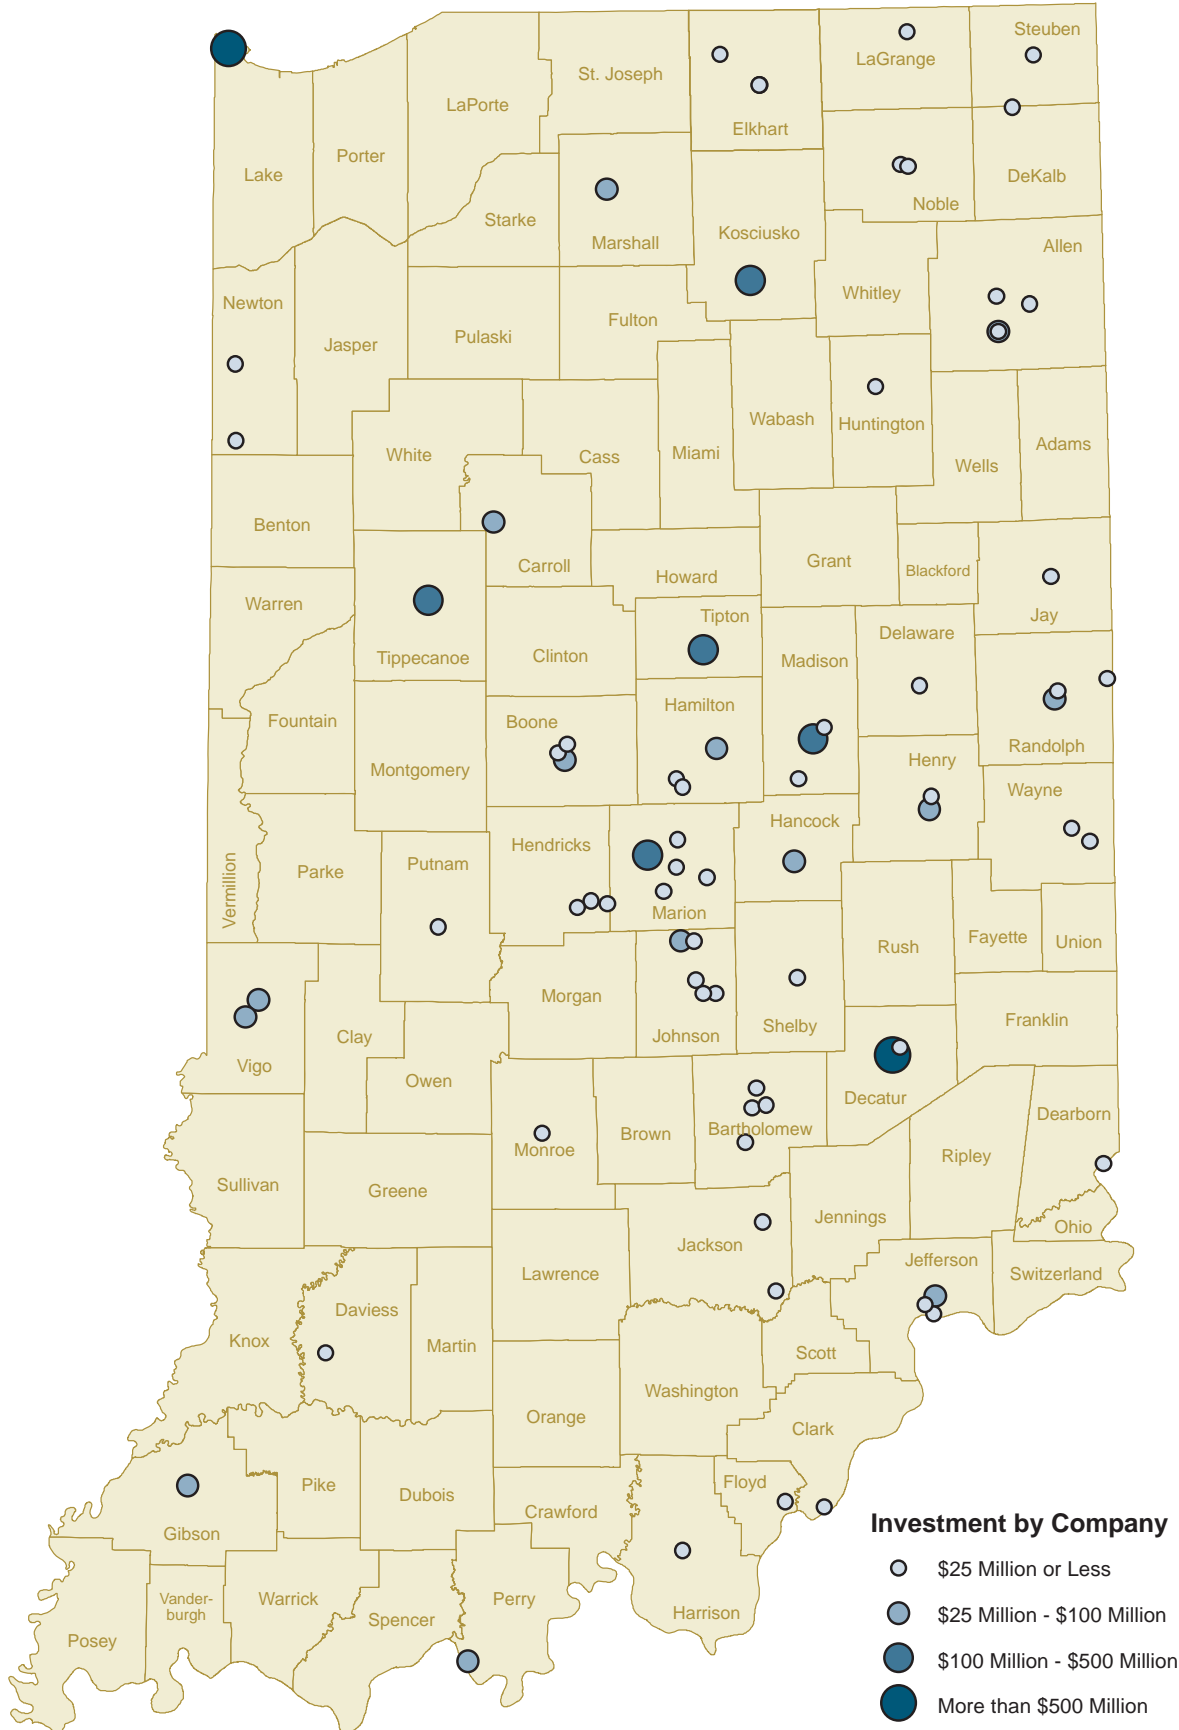 Steuben
LaGrange
St. Joseph
LaPorte
Elkhart
Porter
Lake
DeKalb
Noble
Starke
Kosciusko
Marshall
Allen
Whitley
Newton
Fulton
Pulaski
Jasper
Wabash
Huntington
Adams
Miami
White
Cass
Wells
Benton
Grant
Carroll
Blackford
Howard
Warren
Jay
Tipton
Delaware
Clinton
Tippecanoe
Madison
Hamilton
Fountain
Boone
Randolph
Henry
Montgomery
Wayne
Hancock
Hendricks
Putnam
Parke
Vermillion
Marion
Fayette
Union
Rush
Morgan
Franklin
Shelby
Johnson
Clay
Vigo
Owen
Decatur
Dearborn
Bartholomew
Brown
Monroe
Ripley
Sullivan
Greene
Jennings
Ohio
Jackson
Jefferson
Lawrence
Switzerland
Daviess
Knox
Martin
Scott
Washington
Orange
Clark
Floyd
Pike
Dubois
Crawford
Gibson
Investment by Company
$25 Million or Less
Vander-
burgh
Warrick
Perry
Harrison
$25 Million - $100 Million
Spencer
Posey
$100 Million - $500 Million
More than $500 Million